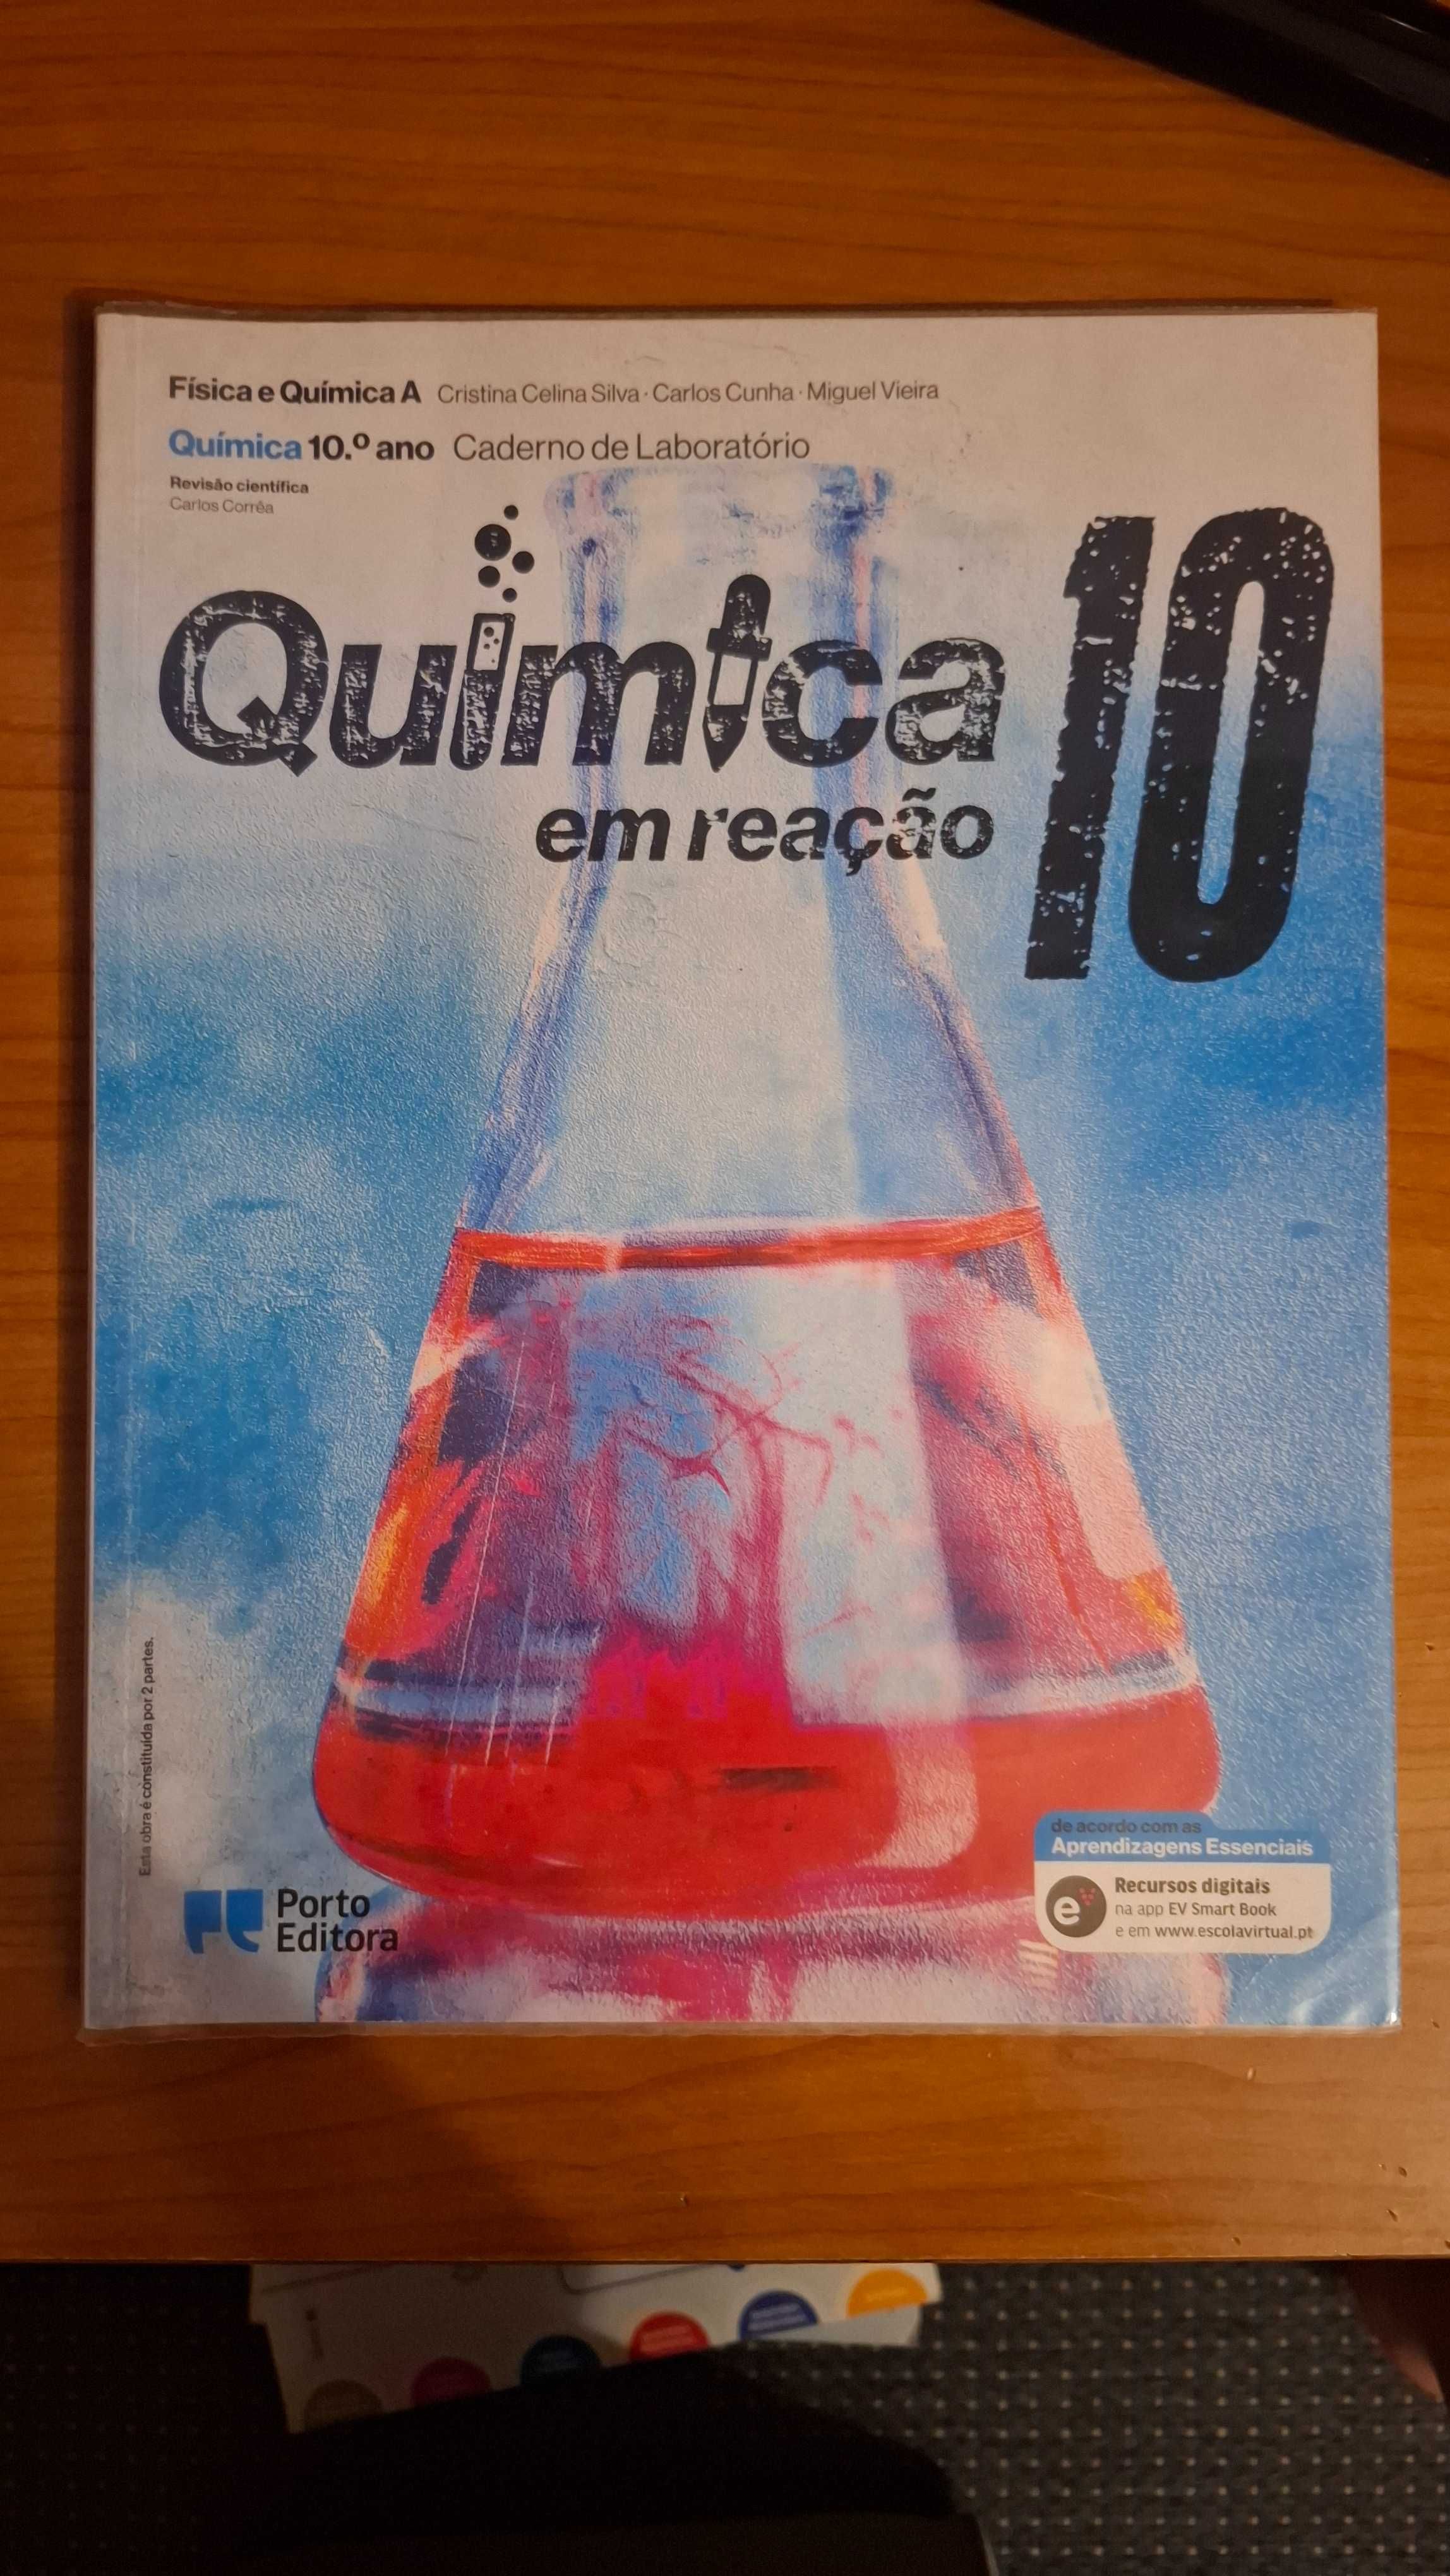 Física e Química A Cristina Celina Silva · Carlos Cunha · Miguel Vieira
Química 10.º ano Caderno de Laboratório
Revisão científica
Carlos Corrêa
Química 10
em reação
Esta obra é constituída por 2 partes.
Porto
Editora
de acordo com as
Aprendizagens Essenciais
e
Recursos digitais
na app EV Smart Book
e em www.escolavirtual.pt